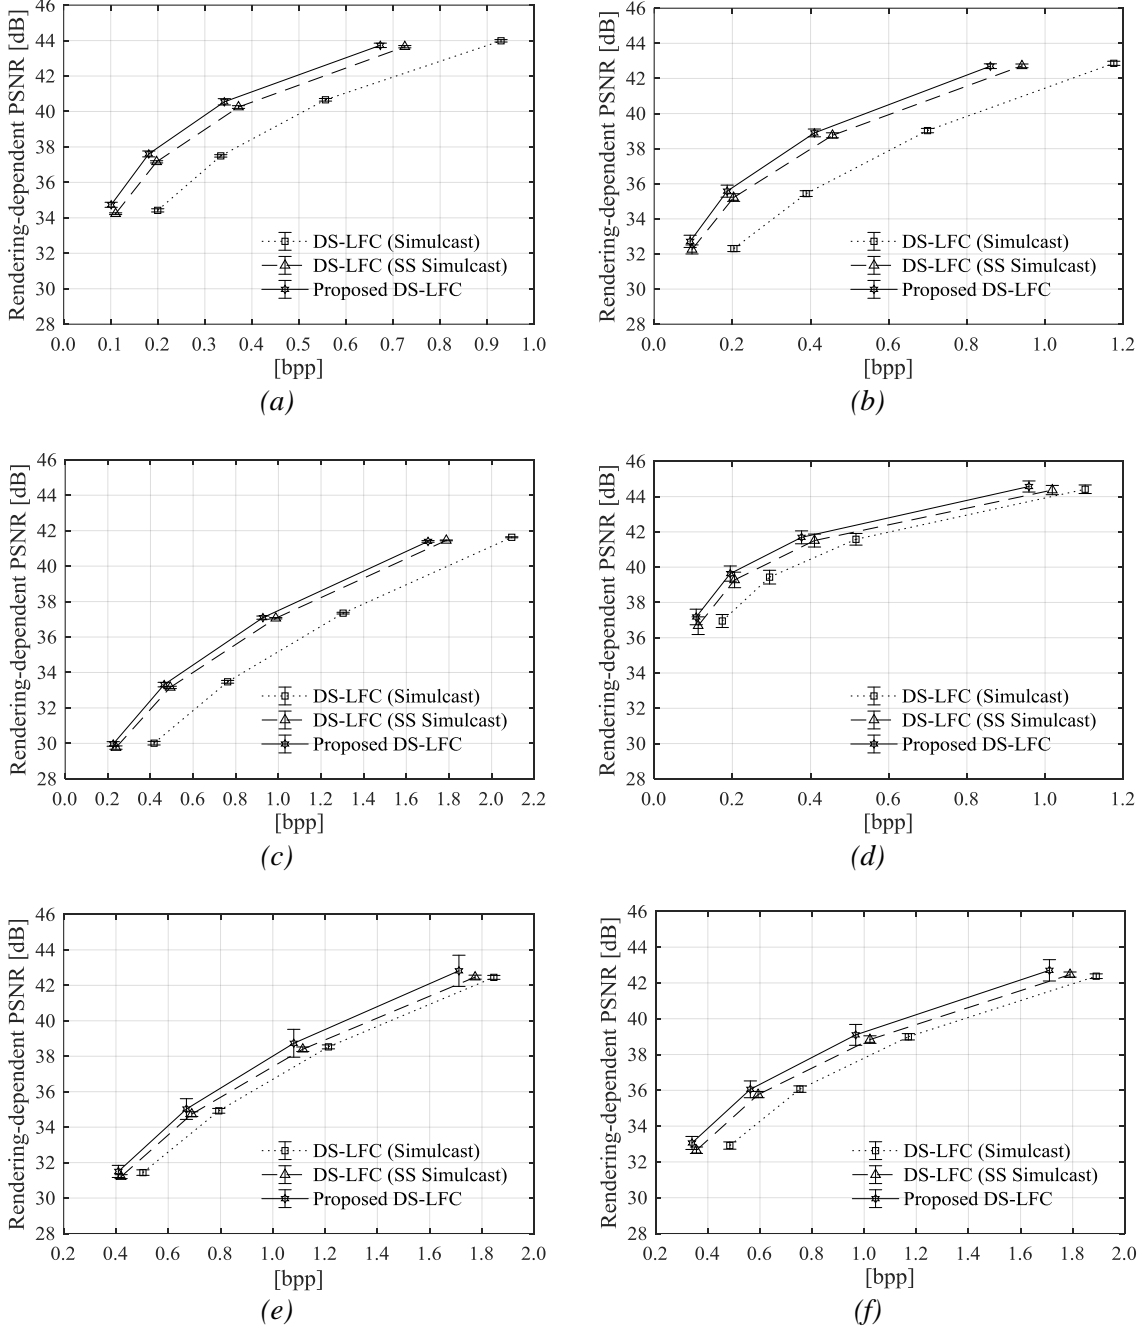 Rendering-dependent PSNR [dB]
46
44
42
40
38
36
34
32
30
28
DS-LFC (Simulcast)
DS-LFC (SS Simulcast)
Proposed DS-LFC
0.0 0.1 0.2 0.3 0.4 0.5 0.6 0.7 0.8 0.9 1.0
[bpp]
(a)
Rendering-dependent PSNR [dB]
46
44
42
40
38
36
34
32
30
28
DS-LFC (Simulcast)
DS-LFC (SS Simulcast)
Proposed DS-LFC
0.0 0.2 0.4 0.6 0.8 1.0 1.2
[bpp]
(b)
Rendering-dependent PSNR [dB]
46
44
42
40
38
36
34
32
30
28
DS-LFC (Simulcast)
DS-LFC (SS Simulcast)
Proposed DS-LFC
0.0 0.2 0.4 0.6 0.8 1.0 1.2 1.4 1.6 1.8 2.0 2.2
[bpp]
(c)
Rendering-dependent PSNR [dB]
46
44
42
40
38
36
34
32
30
28
DS-LFC (Simulcast)
DS-LFC (SS Simulcast)
Proposed DS-LFC
0.0 0.2 0.4 0.6 0.8 1.0 1.2
[bpp]
(d)
Rendering-dependent PSNR [dB]
46
44
42
40
38
36
34
32
30
28
DS-LFC (Simulcast)
DS-LFC (SS Simulcast)
Proposed DS-LFC
0.2 0.4 0.6 0.8 1.0 1.2 1.4 1.6 1.8 2.0
[bpp]
(e)
Rendering-dependent PSNR [dB]
46
44
42
40
38
36
34
32
30
28
DS-LFC (Simulcast)
DS-LFC (SS Simulcast)
Proposed DS-LFC
0.2 0.4 0.6 0.8 1.0 1.2 1.4 1.6 1.8 2.0
[bpp]
(f)